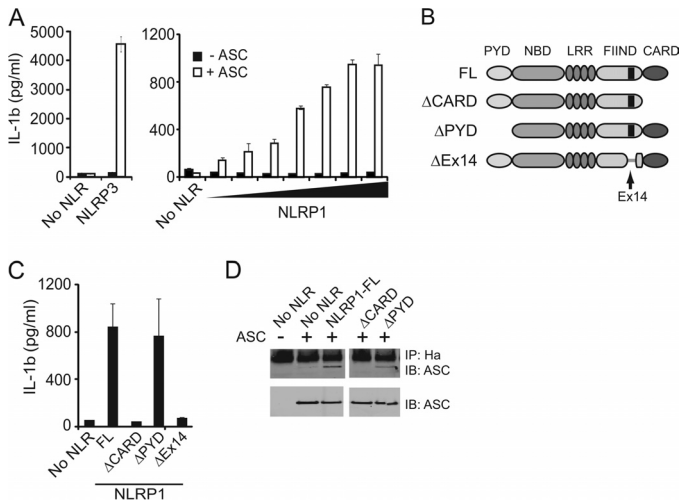 A
IL-1b (pg/ml)
5000
4000
3000
2000
1000
0
No NLR
NLRP3
1200
800
400
0
- ASC
+ ASC
No NLR
NLRP1
B
PYD NBD LRR FIIND CARD
FL
ΔCARD
ΔPYD
ΔEx14
Ex14
C
IL-1b (pg/ml)
1200
800
400
0
No NLR
FL
ΔCARD
ΔPYD
ΔEx14
NLRP1
D
No NLR
No NLR
NLRP1-FL
ΔCARD
ΔPYD
ASC - + + + +
IP: Ha
IB: ASC
IB: ASC